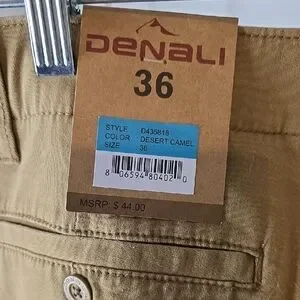 DENALI
36
STYLE D435818
COLOR DESERT CAMEL
SIZE 36
8 06594 80402 0
MSRP: $ 44.00